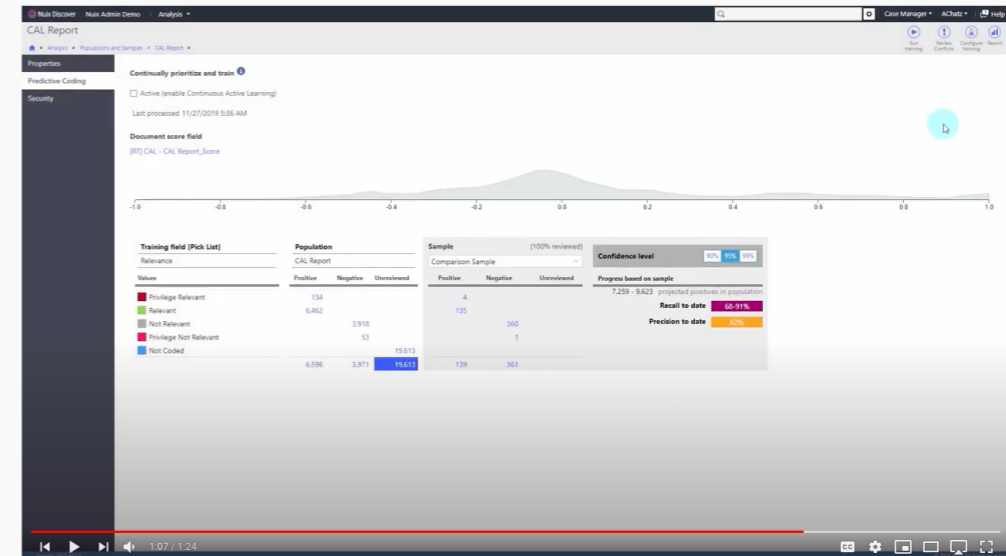 Nuix Discover Nuix Admin Demo Analysis Case Manager AChatz Help
CAL Report
Analysis Populations and Samples CAL Report
Run training Review Conflicts Configure training Report
Properties
Predictive Coding
Security
Continually prioritize and train
Active (enable Continuous Active Learning)
Last processed 11/27/2019 5:36 AM
Document score field
[RT] CAL - CAL Report_Score
-1.0 -0.8 -0.6 -0.4 -0.2 0.0 0.2 0.4 0.6 0.8 1.0
Training field [Pick List] Population Sample (100% reviewed) Confidence level 90% 95% 99%
Relevance CAL Report Comparison Sample
Values Positive Negative Unreviewed Positive Negative Unreviewed Progress based on sample
7,259 - 9,623 projected positives in population
Privilege Relevant 134 4 Recall to date 68-91%
Relevant 6,462 135
Not Relevant 3,918 360 Precision to date 62%
Privilege Not Relevant 53 1
Not Coded 19,613
6,596 3,971 19,613 139 361
1:07 / 1:24 CC